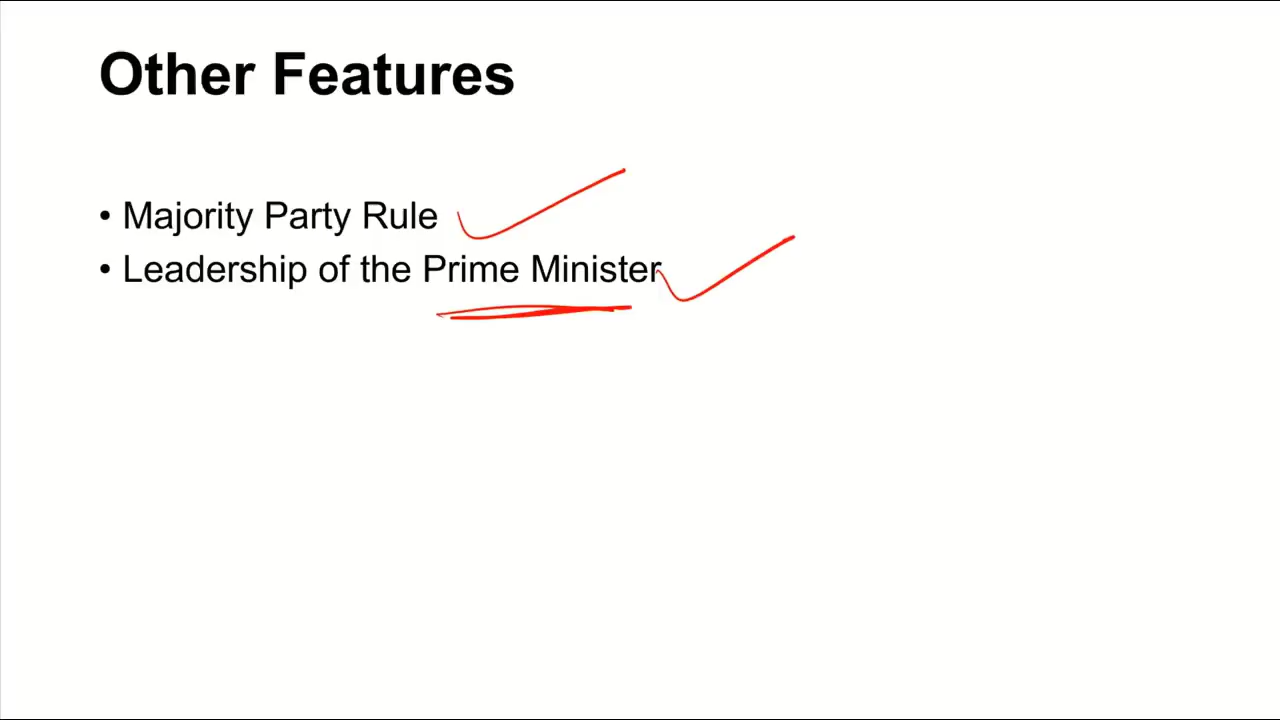 Other Features
• Majority Party Rule
• Leadership of the Prime Minister